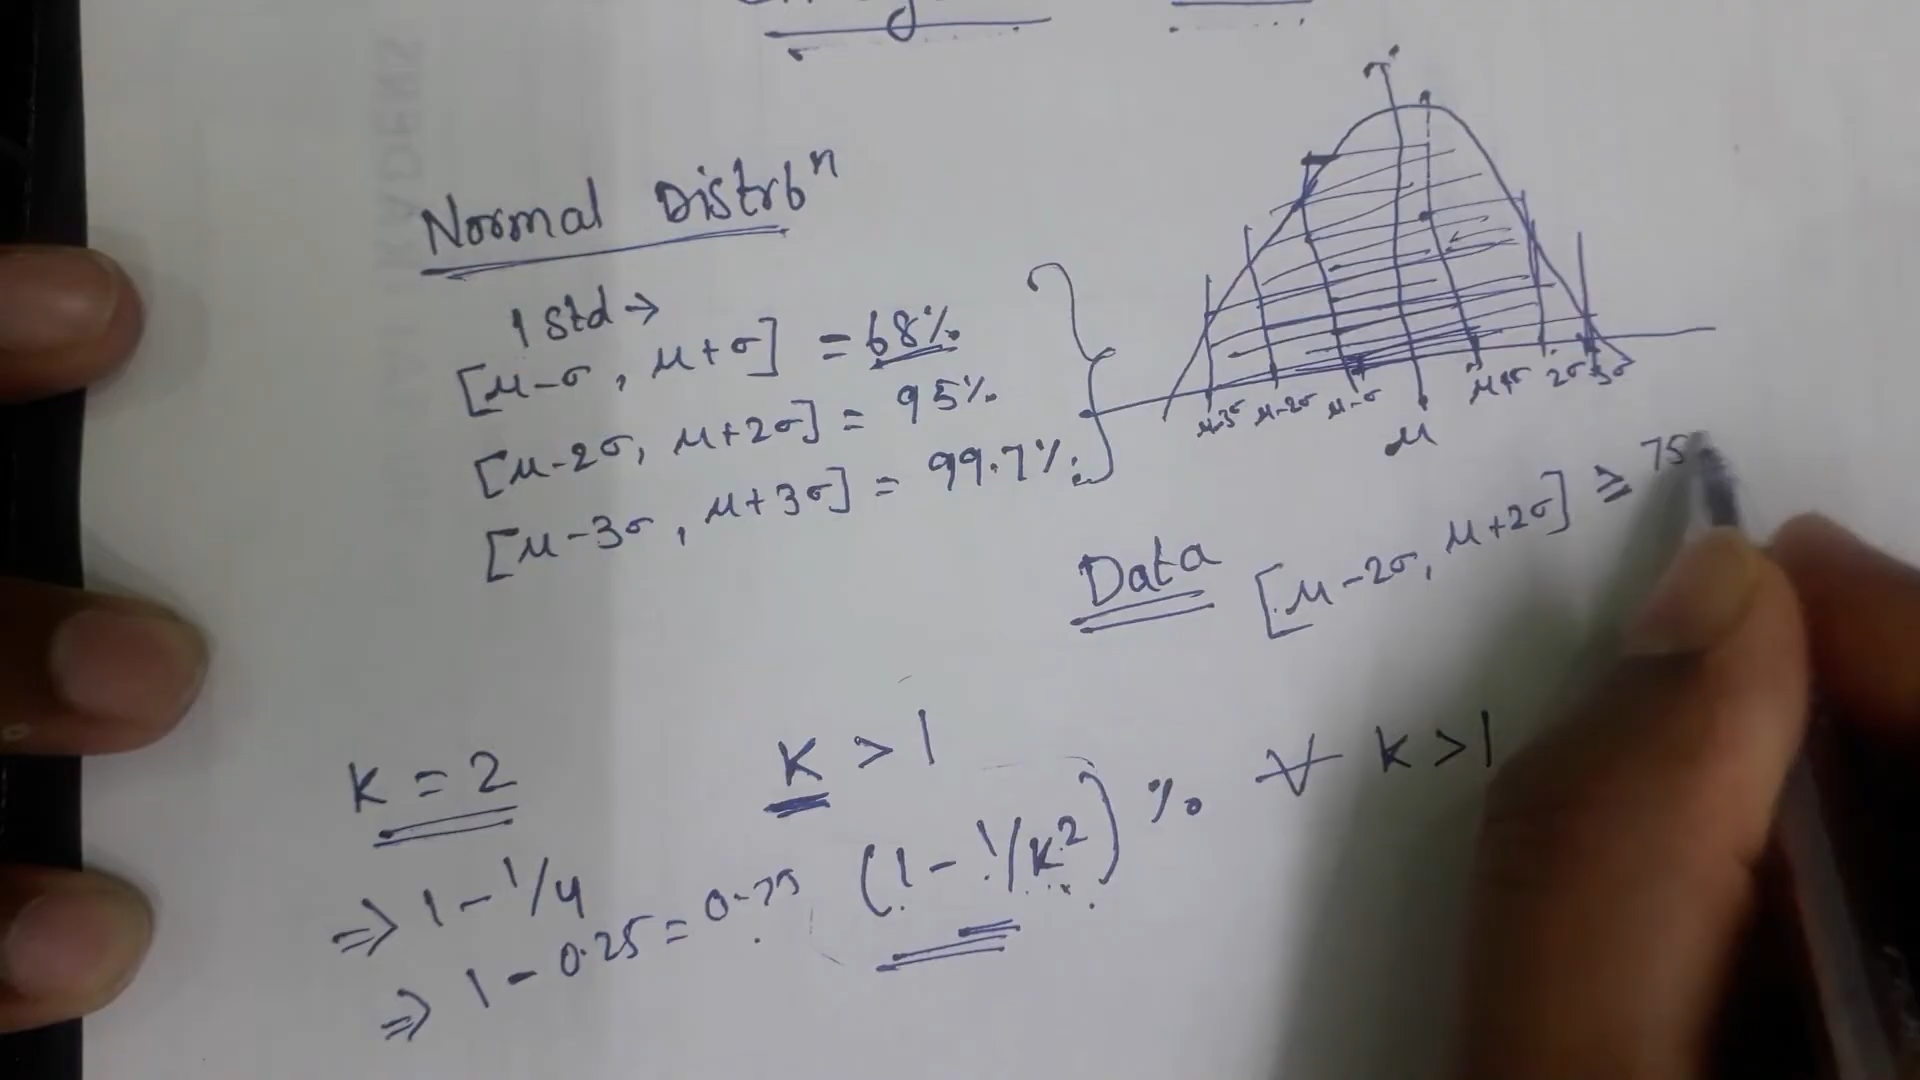 Normal Distrbⁿ
1 Std →
[μ-σ, μ+σ] = 68%.
[μ-2σ, μ+2σ] = 95%.
[μ-3σ, μ+3σ] = 99.7%.
μ-3σ μ-2σ μ-σ μ+σ 2σ 3σ
μ
Data [μ-2σ, μ+2σ] ≥ 75
K = 2
K > 1
(1 - 1/K²) % ∀ K > 1
⇒ 1 - 1/4
⇒ 1 - 0.25 = 0.75